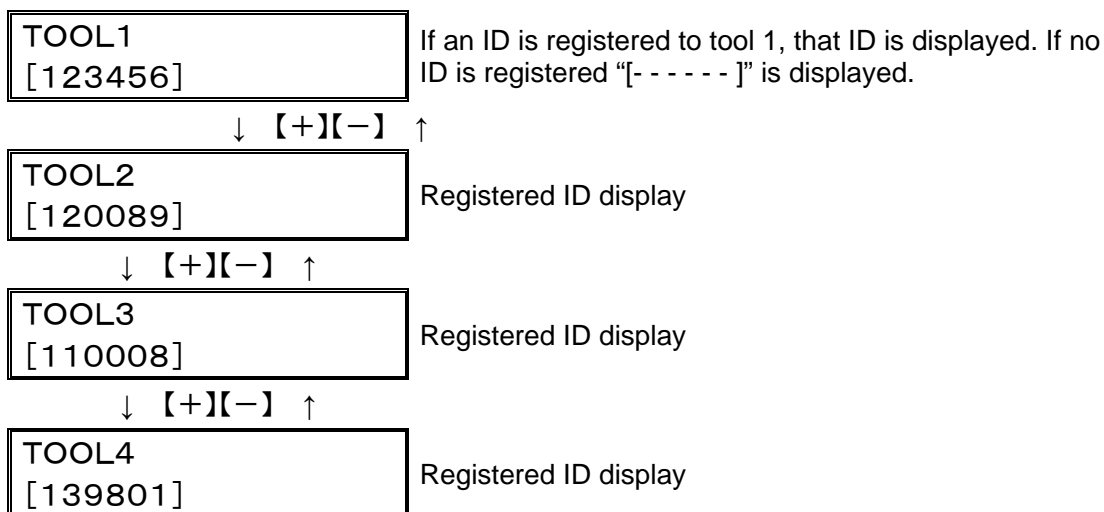 TOOL1
[123456]
If an ID is registered to tool 1, that ID is displayed. If no
ID is registered “[- - - - - - ]” is displayed.
↓ 【+】【-】 ↑
TOOL2
[120089]
Registered ID display
↓ 【+】【-】 ↑
TOOL3
[110008]
Registered ID display
↓ 【+】【-】 ↑
TOOL4
[139801]
Registered ID display